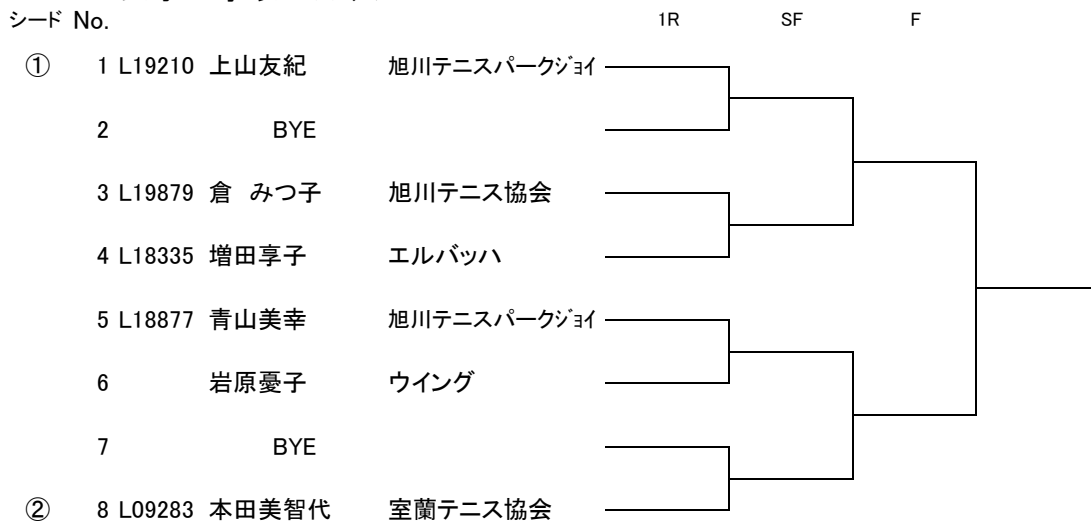 シード No. 1R SF F
① 1 L19210 上山友紀 旭川テニスパークジョイ
2 BYE
3 L19879 倉 みつ子 旭川テニス協会
4 L18335 増田享子 エルバッハ
5 L18877 青山美幸 旭川テニスパークジョイ
6 岩原憂子 ウイング
7 BYE
② 8 L09283 本田美智代 室蘭テニス協会